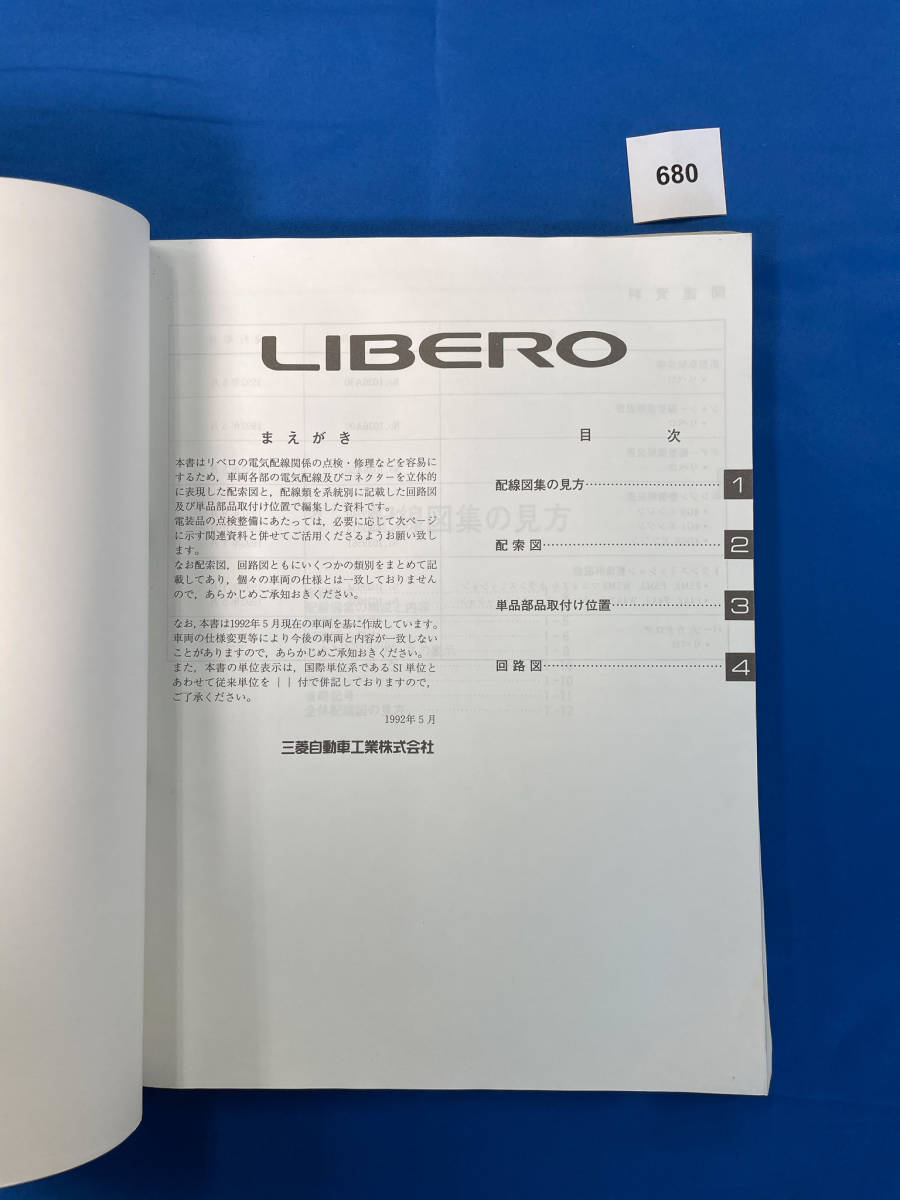 680
LIBERO
まえがき
本書はリベロの電気配線関係の点検・修理などを容易に
するため，車両各部の電気配線及びコネクターを立体的
に表現した配索図と，配線類を系統別に記載した回路図
及び単品部品取付け位置で編集した資料です。
電装品の点検整備にあたっては，必要に応じて次ページ
に示す関連資料と併せてご活用くださるようお願い致し
ます。
なお配索図，回路図ともにいくつかの類別をまとめて記
載してあり，個々の車両の仕様とは一致しておりません
ので，あらかじめご承知おきください。
なお，本書は1992年5月現在の車両を基に作成しています。
車両の仕様変更等により今後の車両と内容が一致しない
ことがありますので，あらかじめご承知おきください。
また，本書の単位表示は，国際単位系であるSI単位と
あわせて従来単位を｜｜付で併記しておりますので，
ご了承ください。
1992年5月
三菱自動車工業株式会社
目次
配線図集の見方 1
配索図 2
単品部品取付け位置 3
回路図 4